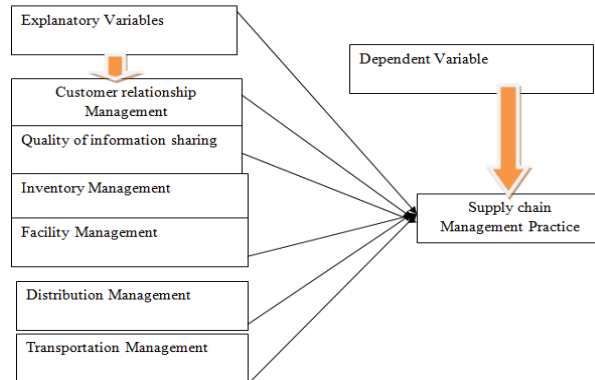 Explanatory Variables
Dependent Variable
Customer relationship
Management
Quality of information sharing
Inventory Management
Supply chain
Management Practice
Facility Management
Distribution Management
Transportation Management